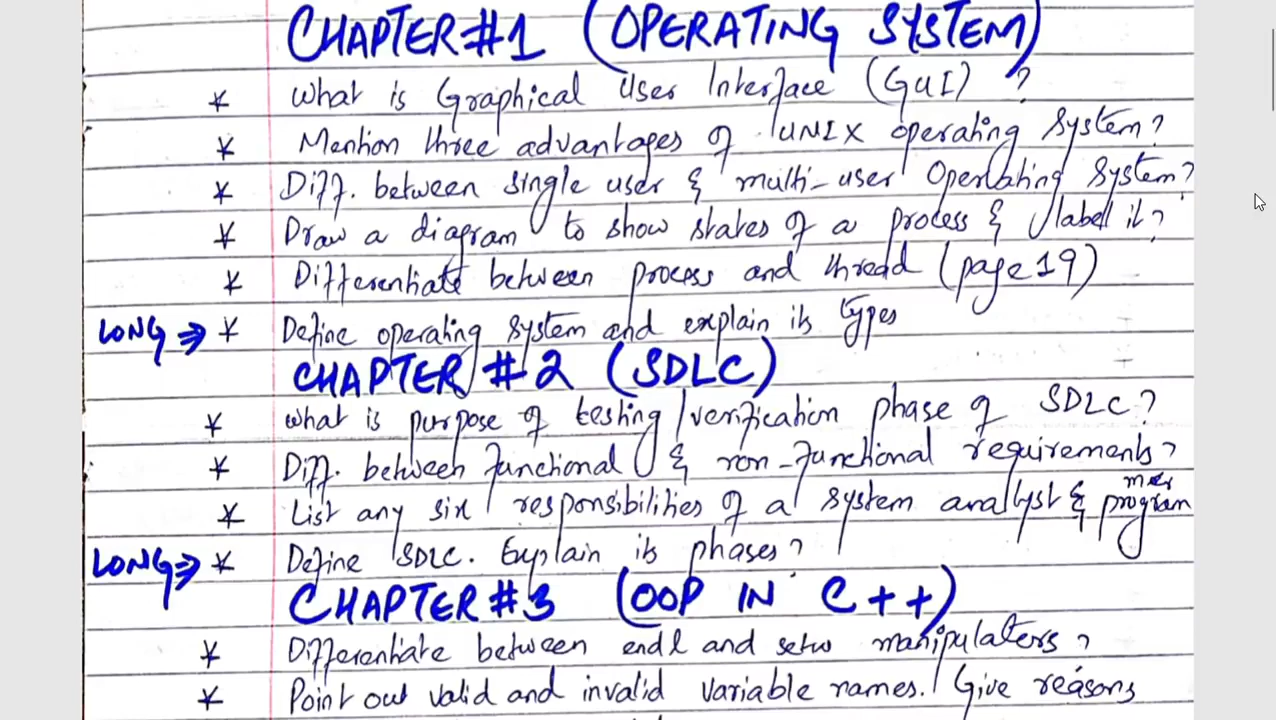 CHAPTER #1 (OPERATING SYSTEM)
* What is Graphical User Interface (GUI) ?
* Mention three advantages of UNIX operating system?
* Diff. between single user & multi-user Operating System?
* Draw a diagram to show states of a process & label it?
* Differentiate between process and thread (page 19)
LONG ⇒ * Define operating system and explain its types
CHAPTER #2 (SDLC)
* What is purpose of testing/verification phase of SDLC?
* Diff. between functional & non-functional requirements?
* List any six responsibilities of a system analyst & programmer
LONG ⇒ * Define SDLC. Explain its phases?
CHAPTER #3 (OOP IN C++)
* Differentiate between endl and setw manipulaters?
* Point out valid and invalid variable names. Give reasons